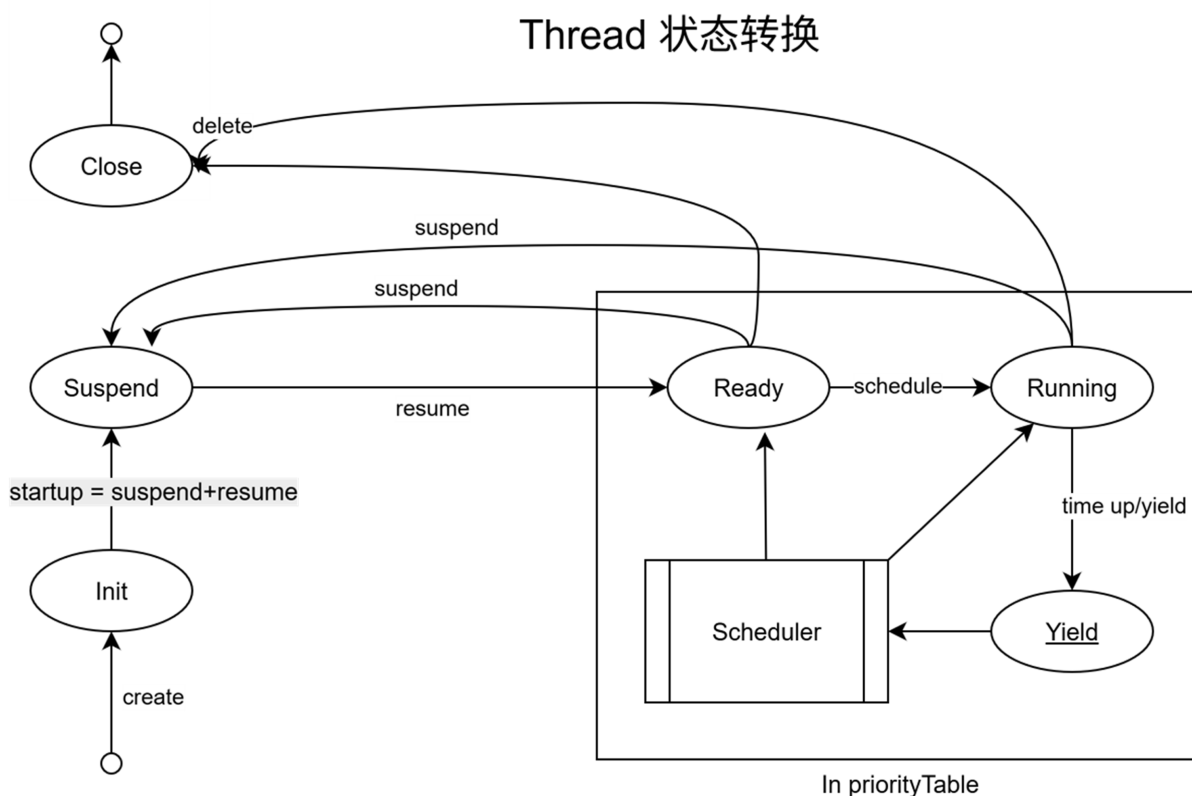 Thread 状态转换
delete
Close
suspend
suspend
Suspend
Ready
schedule
Running
resume
startup = suspend+resume
time up/yield
Init
Scheduler
Yield
create
In priorityTable